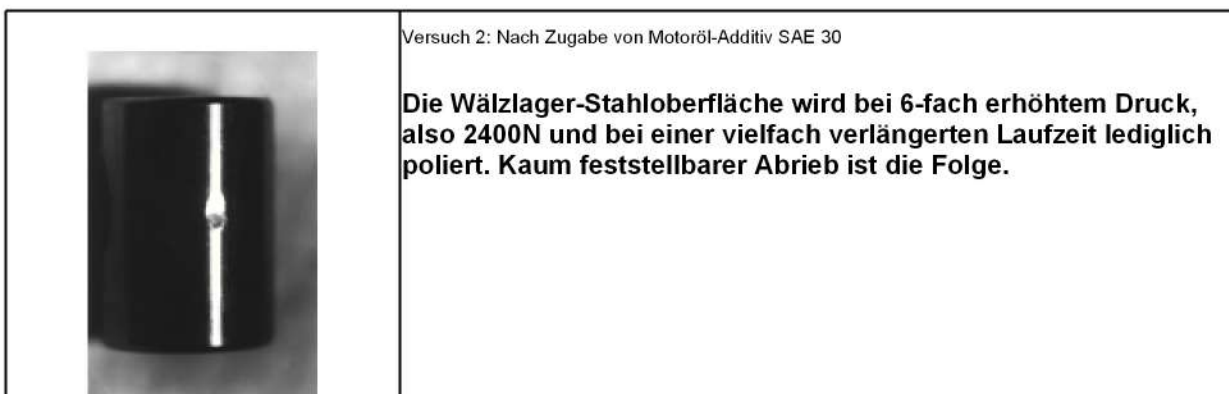 Versuch 2: Nach Zugabe von Motoröl-Additiv SAE 30
Die Wälzlager-Stahloberfläche wird bei 6-fach erhöhtem Druck,
also 2400N und bei einer vielfach verlängerten Laufzeit lediglich
poliert. Kaum feststellbarer Abrieb ist die Folge.